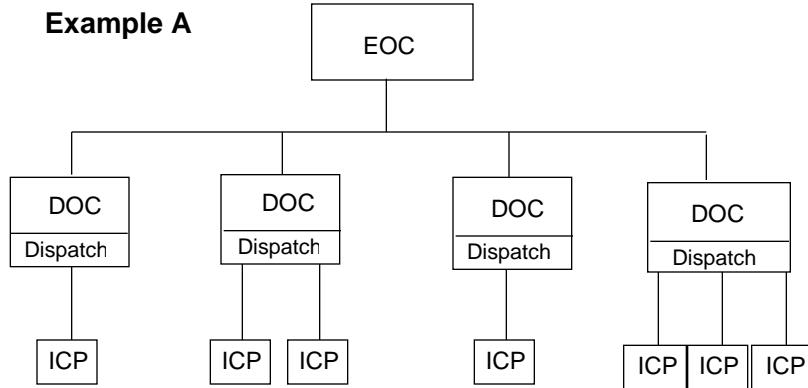 Example A
EOC
DOC
Dispatch
DOC
Dispatch
DOC
Dispatch
DOC
Dispatch
ICP
ICP
ICP
ICP
ICP
ICP
ICP